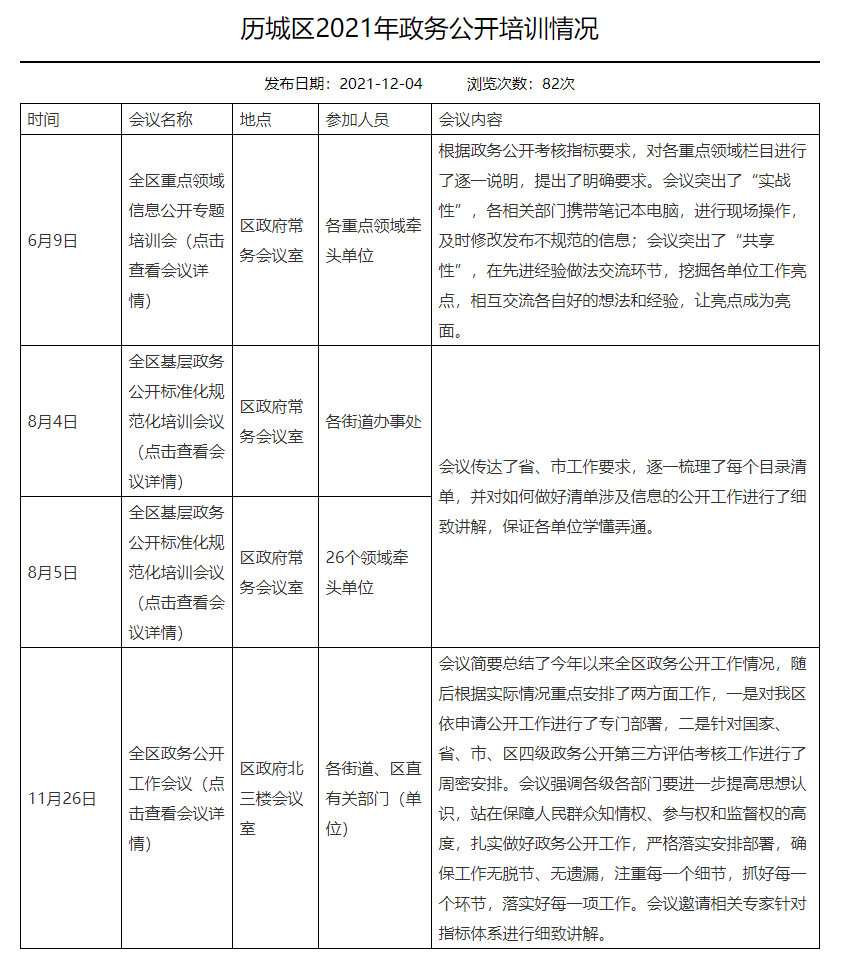 历城区2021年政务公开培训情况
发布日期：2021-12-04 浏览次数：82次
时间
会议名称
地点
参加人员
会议内容
6月9日
全区重点领域
信息公开专题
培训会（点击
查看会议详
情）
区政府常
务会议室
各重点领域牵
头单位
根据政务公开考核指标要求，对各重点领域栏目进行
了逐一说明，提出了明确要求。会议突出了“实战
性”，各相关部门携带笔记本电脑，进行现场操作，
及时修改发布不规范的信息；会议突出了“共享
性”，在先进经验做法交流环节，挖掘各单位工作亮
点，相互交流各自好的想法和经验，让亮点成为亮
面。
8月4日
全区基层政务
公开标准化规
范化培训会议
（点击查看会
议详情）
区政府常
务会议室
各街道办事处
会议传达了省、市工作要求，逐一梳理了每个目录清
单，并对如何做好清单涉及信息的公开工作进行了细
致讲解，保证各单位学懂弄通。
8月5日
全区基层政务
公开标准化规
范化培训会议
（点击查看会
议详情）
区政府常
务会议室
26个领域牵
头单位
11月26日
全区政务公开
工作会议（点
击查看会议详
情）
区政府北
三楼会议
室
各街道、区直
有关部门（单
位）
会议简要总结了今年以来全区政务公开工作情况，随
后根据实际情况重点安排了两方面工作，一是对我区
依申请公开工作进行了专门部署，二是针对国家、
省、市、区四级政务公开第三方评估考核工作进行了
周密安排。会议强调各级各部门要进一步提高思想认
识，站在保障人民群众知情权、参与权和监督权的高
度，扎实做好政务公开工作，严格落实安排部署，确
保工作无脱节、无遗漏，注重每一个细节，抓好每一
个环节，落实好每一项工作。会议邀请相关专家针对
指标体系进行细致讲解。